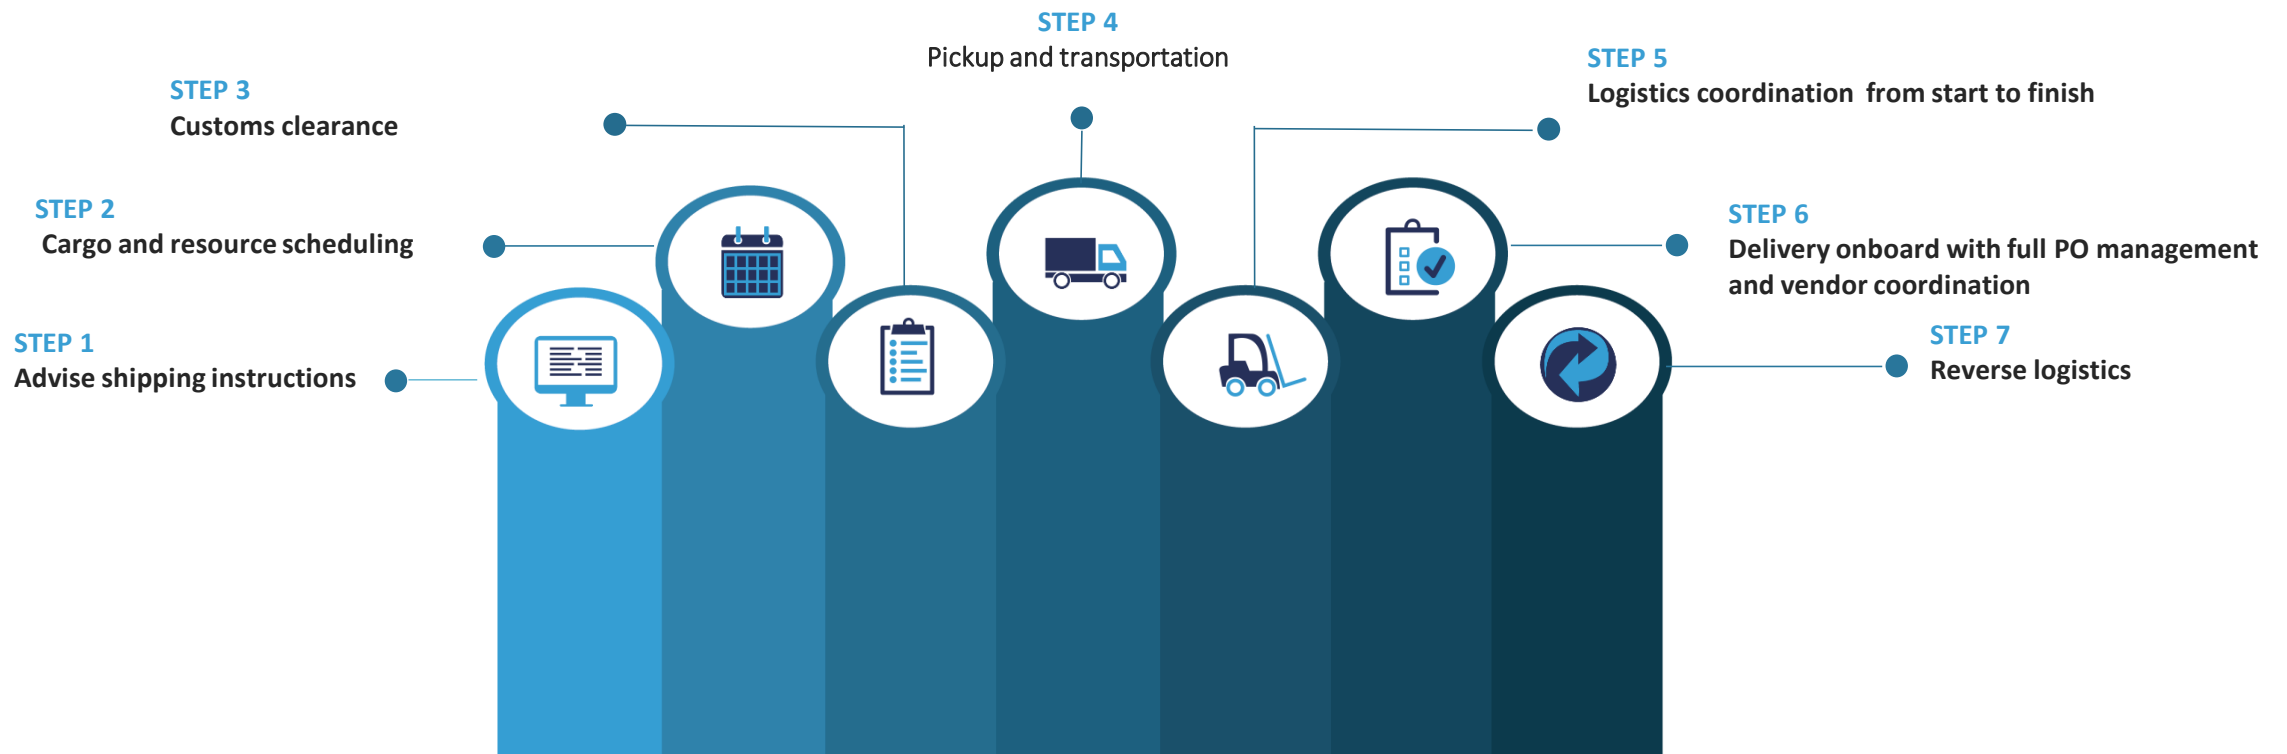 STEP 1
Advise shipping instructions
STEP 2
Cargo and resource scheduling
STEP 3
Customs clearance
STEP 4
Pickup and transportation
STEP 5
Logistics coordination from start to finish
STEP 6
Delivery onboard with full PO management
and vendor coordination
STEP 7
Reverse logistics